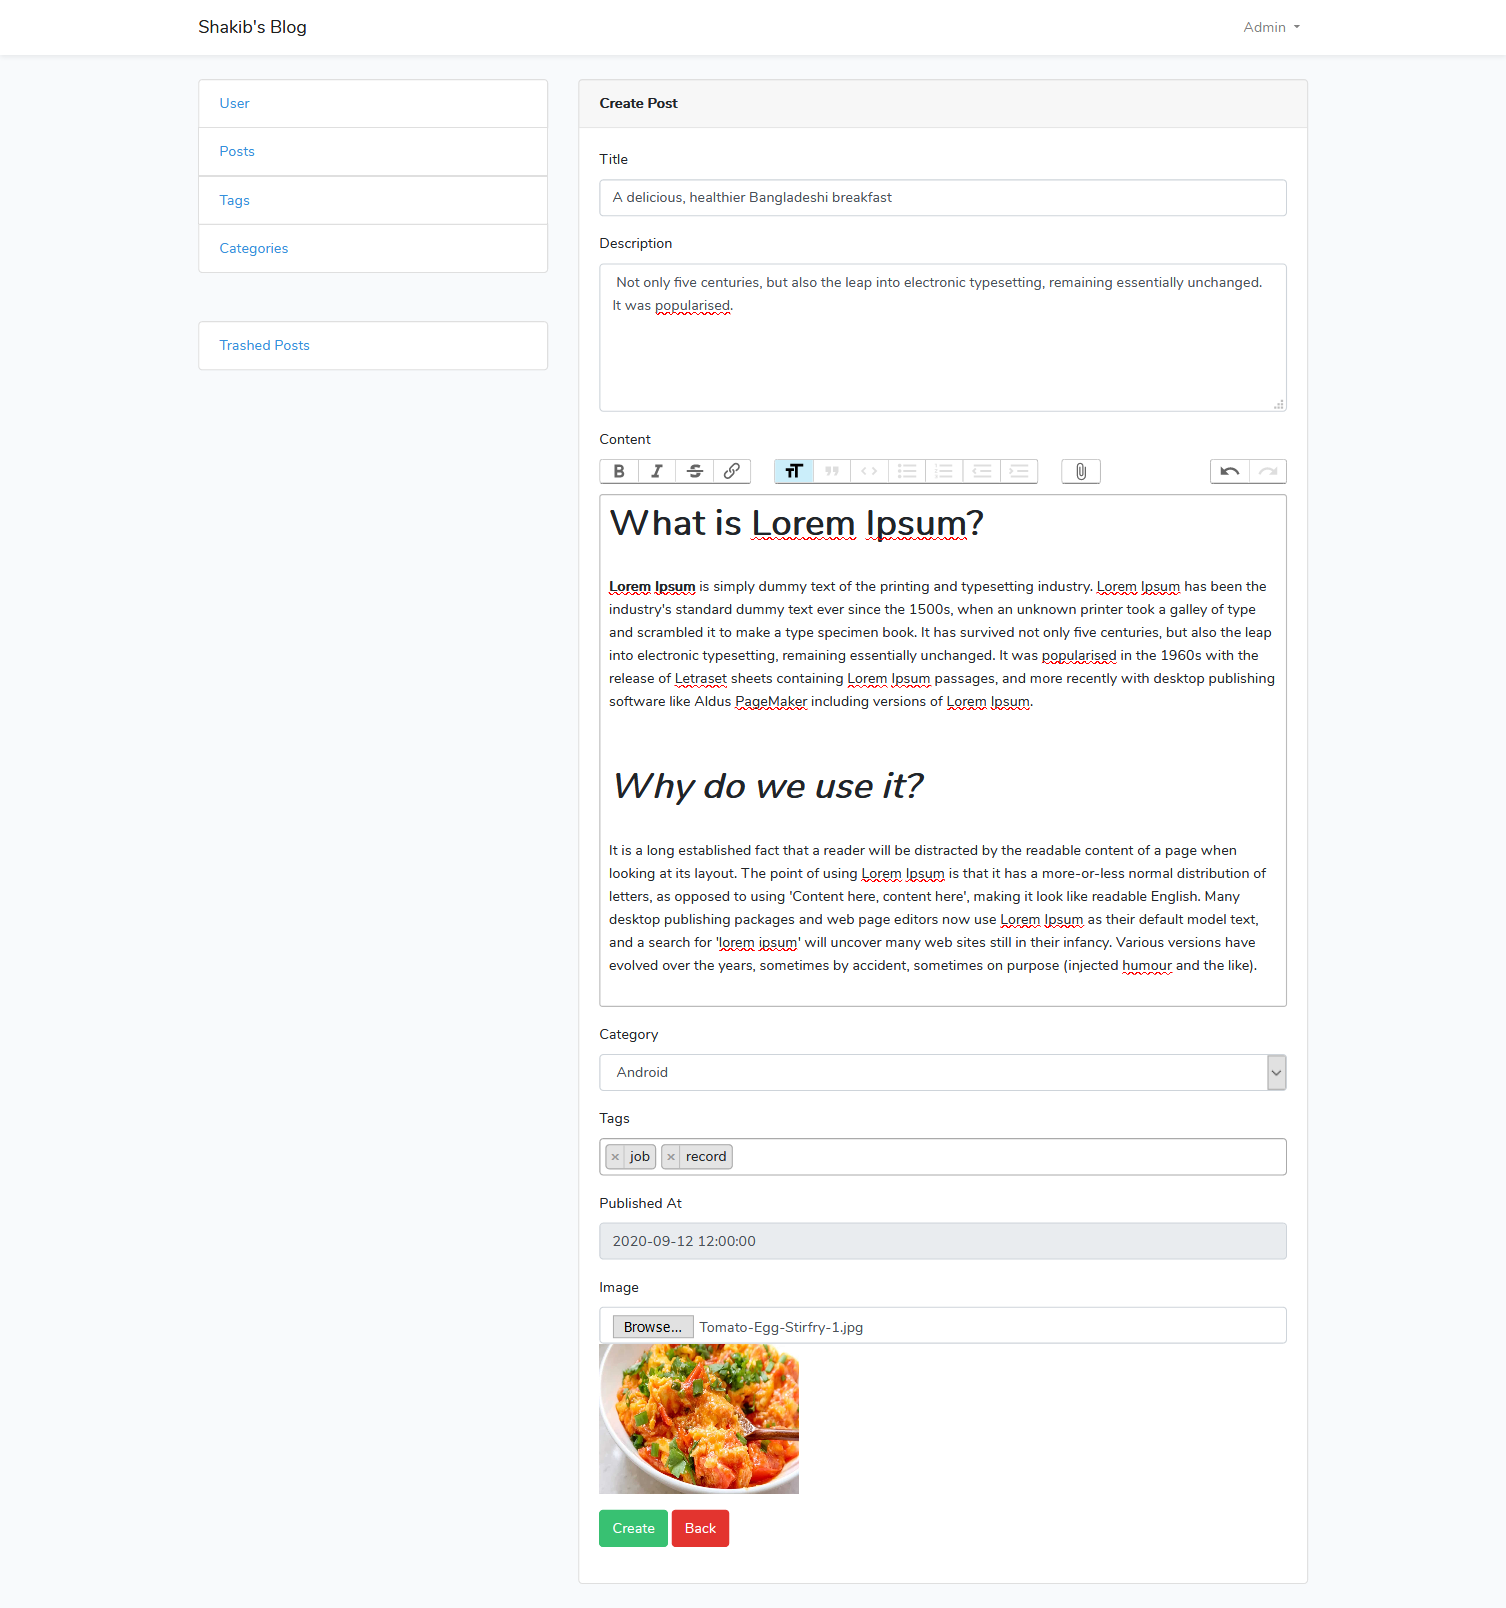 Shakib's Blog
Admin
User
Posts
Tags
Categories
Trashed Posts
Create Post
Title
A delicious, healthier Bangladeshi breakfast
Description
Not only five centuries, but also the leap into electronic typesetting, remaining essentially unchanged.
It was popularised.
Content
What is Lorem Ipsum?
Lorem Ipsum is simply dummy text of the printing and typesetting industry. Lorem Ipsum has been the
industry's standard dummy text ever since the 1500s, when an unknown printer took a galley of type
and scrambled it to make a type specimen book. It has survived not only five centuries, but also the leap
into electronic typesetting, remaining essentially unchanged. It was popularised in the 1960s with the
release of Letraset sheets containing Lorem Ipsum passages, and more recently with desktop publishing
software like Aldus PageMaker including versions of Lorem Ipsum.
Why do we use it?
It is a long established fact that a reader will be distracted by the readable content of a page when
looking at its layout. The point of using Lorem Ipsum is that it has a more-or-less normal distribution of
letters, as opposed to using 'Content here, content here', making it look like readable English. Many
desktop publishing packages and web page editors now use Lorem Ipsum as their default model text,
and a search for 'lorem ipsum' will uncover many web sites still in their infancy. Various versions have
evolved over the years, sometimes by accident, sometimes on purpose (injected humour and the like).
Category
Android
Tags
× job × record
Published At
2020-09-12 12:00:00
Image
Browse... Tomato-Egg-Stirfry-1.jpg
Create Back